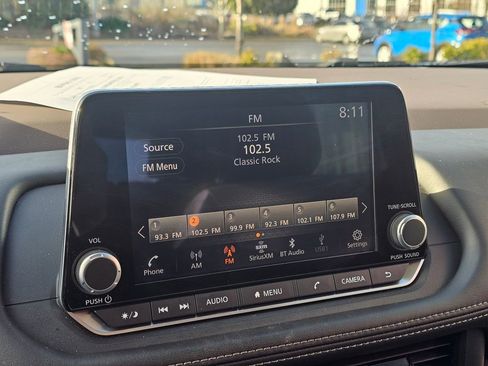 FM
8:11
Source
102.5 FM
102.5
Classic Rock
FM Menu
1 2 3 4 5 6
93.3 FM 102.5 FM 99.9 FM 92.3 FM 102.1 FM 107.9 FM
VOL
TUNE·SCROLL
Phone
AM
FM
SXM
SiriusXM
BT Audio
USB1
Settings
PUSH
PUSH SOUND
AUDIO
MENU
CAMERA